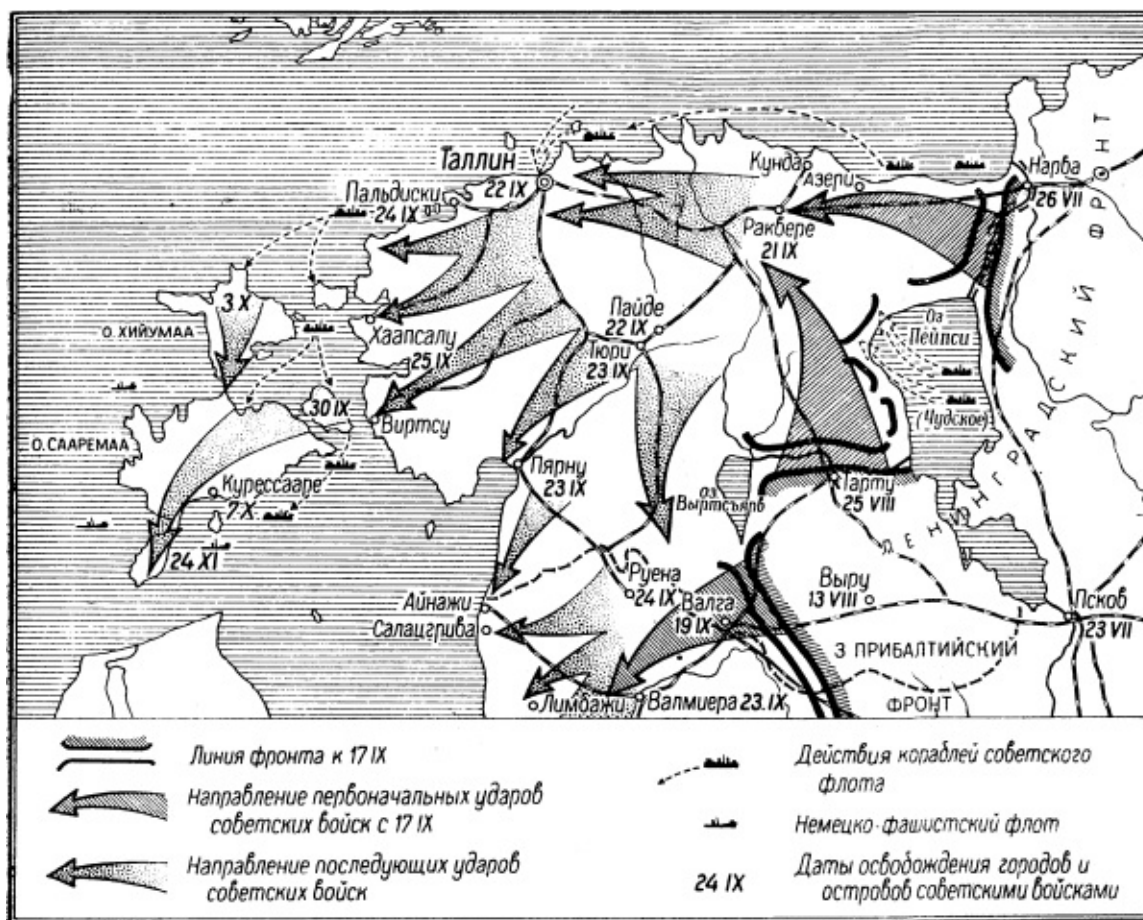 Таллин
22 IX
Пальдиски
24 IX
Кунда
Азери
Нарва
26 VII
Раквере
21 IX
3 X
О. ХИЙУМАА
Хаапсалу
25 IX
Пайде
22 IX
Тюри
23 IX
Оз
Пейпси
(Чудское)
30 IX
Виртсу
О. СААРЕМАА
Курессааре
7 X
24 XI
Пярну
23 IX
Оз
Выртсъярв
Тарту
25 VIII
ЛЕНИНГРАДСКИЙ ФРОНТ
Айнажи
Салацгрива
Руена
24 IX
Валга
19 IX
Выру
13 VIII
Псков
23 VII
3 ПРИБАЛТИЙСКИЙ
ФРОНТ
Лимбажи
Валмиера 23. IX
Линия фронта к 17 IX
Направление первоначальных ударов
советских войск с 17 IX
Направление последующих ударов
советских войск
Действия кораблей советского
флота
Немецко-фашистский флот
24 IX
Даты освобождения городов и
островов советскими войсками